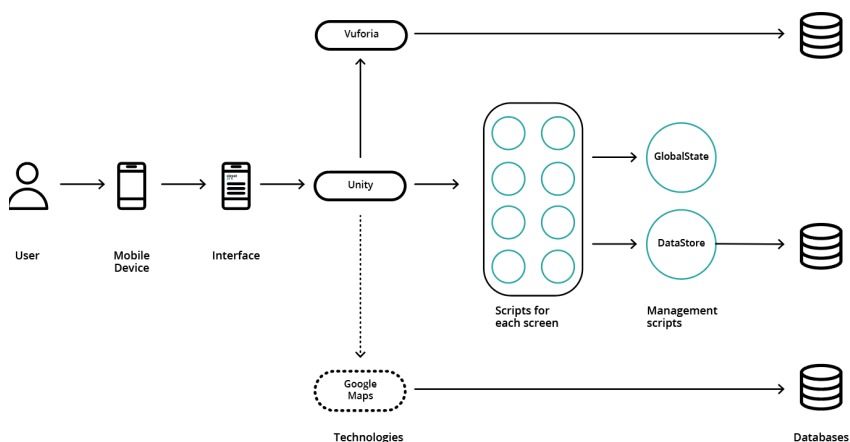 Vuforia
GlobalState
Unity
User
Mobile
Device
Interface
DataStore
Scripts for
each screen
Management
scripts
Google
Maps
Technologies
Databases